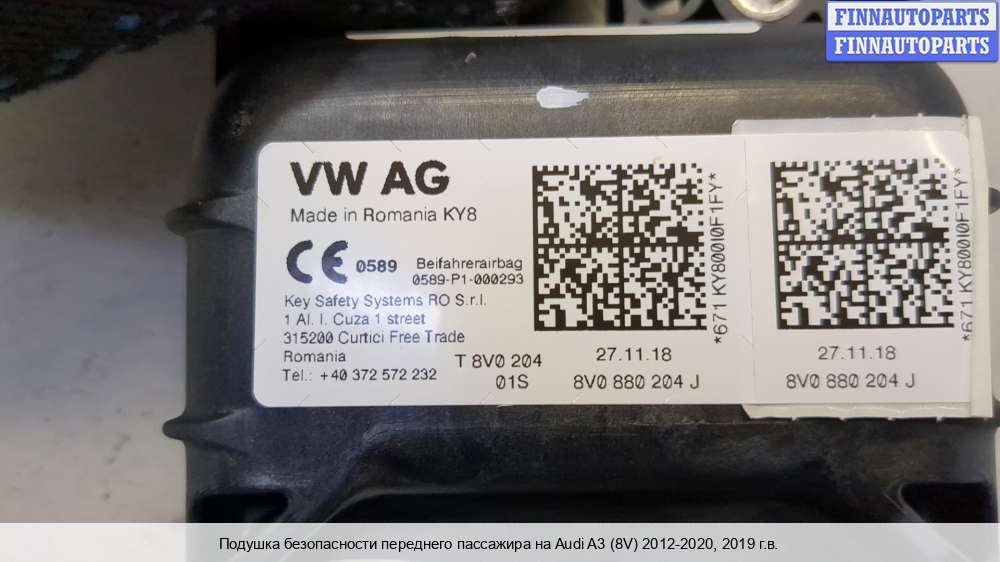 FINNAUTOPARTS
FINNAUTOPARTS
VW AG
Made in Romania KY8
CE 0589 Beifahrerairbag
0589-P1-000293
Key Safety Systems RO S.r.l.
1 Al. I. Cuza 1 street
315200 Curtici Free Trade
Romania
Tel.: +40 372 572 232
T 8V0 204
01S
27.11.18
8V0 880 204 J
*671 KY800I0F1FY*
27.11.18
8V0 880 204 J
*671 KY800I0F1FY*
Подушка безопасности переднего пассажира на Audi A3 (8V) 2012-2020, 2019 г.в.